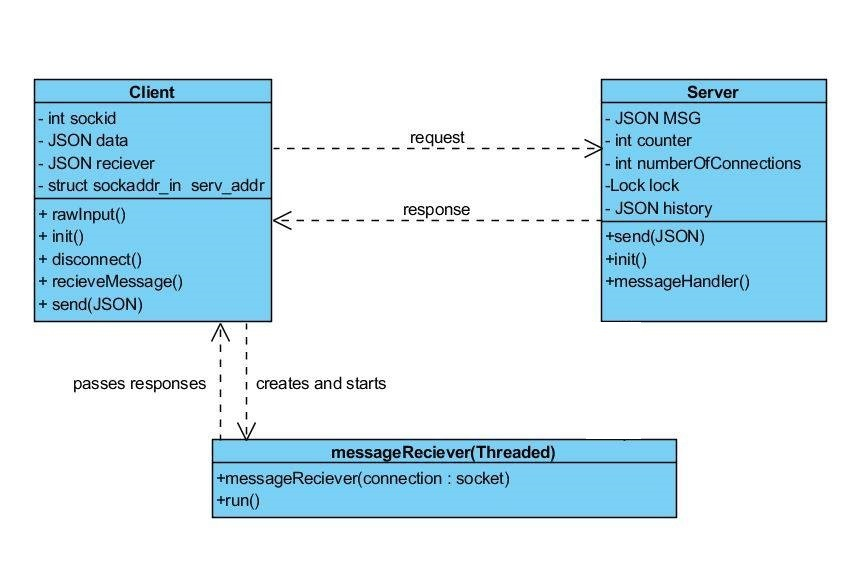 Client
- int sockid
- JSON data
- JSON reciever
- struct sockaddr_in serv_addr
+ rawInput()
+ init()
+ disconnect()
+ recieveMessage()
+ send(JSON)
request
response
Server
- JSON MSG
- int counter
- int numberOfConnections
-Lock lock
- JSON history
+send(JSON)
+init()
+messageHandler()
passes responses
creates and starts
messageReciever(Threaded)
+messageReciever(connection : socket)
+run()